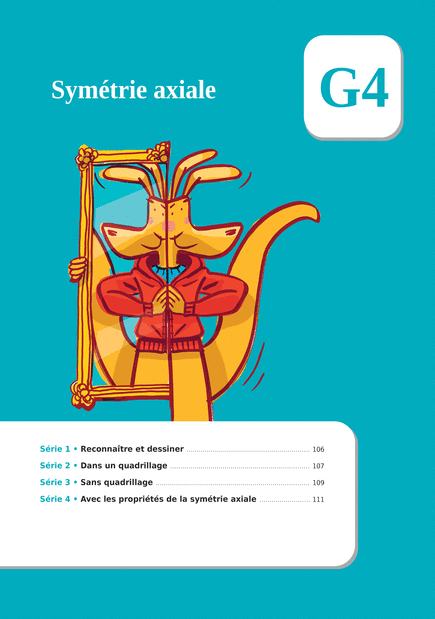 Symétrie axiale
G4
Série 1 • Reconnaître et dessiner ........ 106
Série 2 • Dans un quadrillage ........ 107
Série 3 • Sans quadrillage ........ 109
Série 4 • Avec les propriétés de la symétrie axiale ........ 111